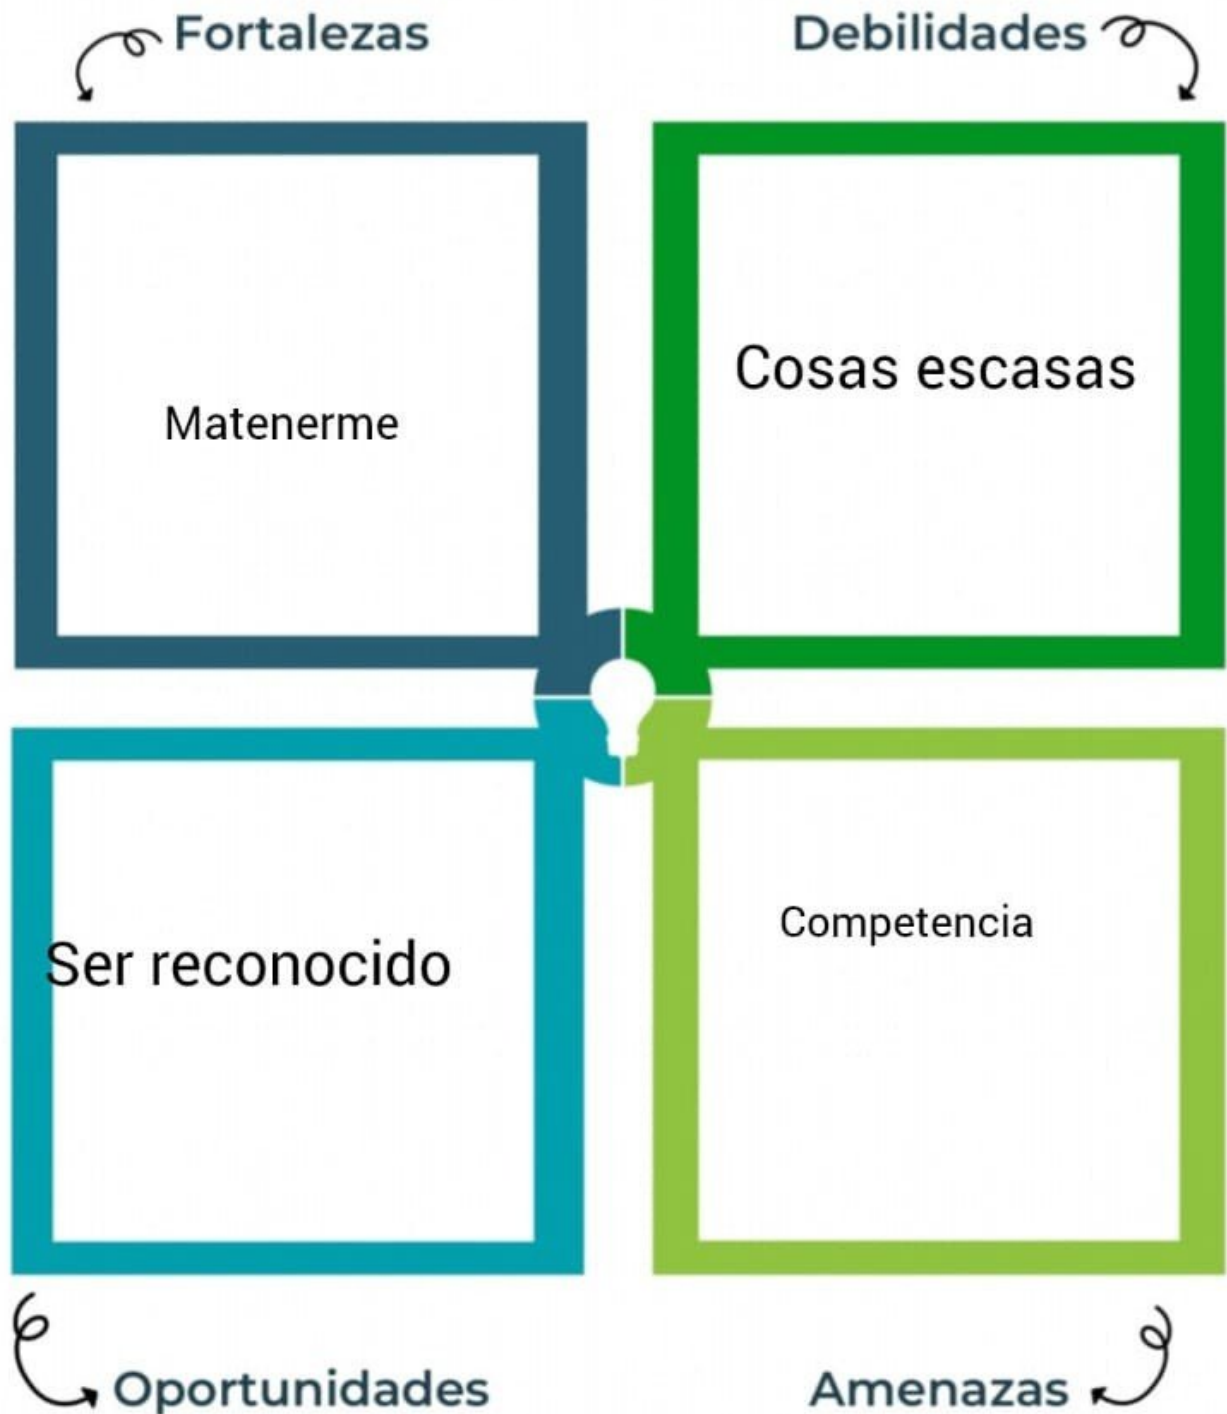 Fortalezas
Debilidades
Matenerme
Cosas escasas
Ser reconocido
Competencia
Oportunidades
Amenazas